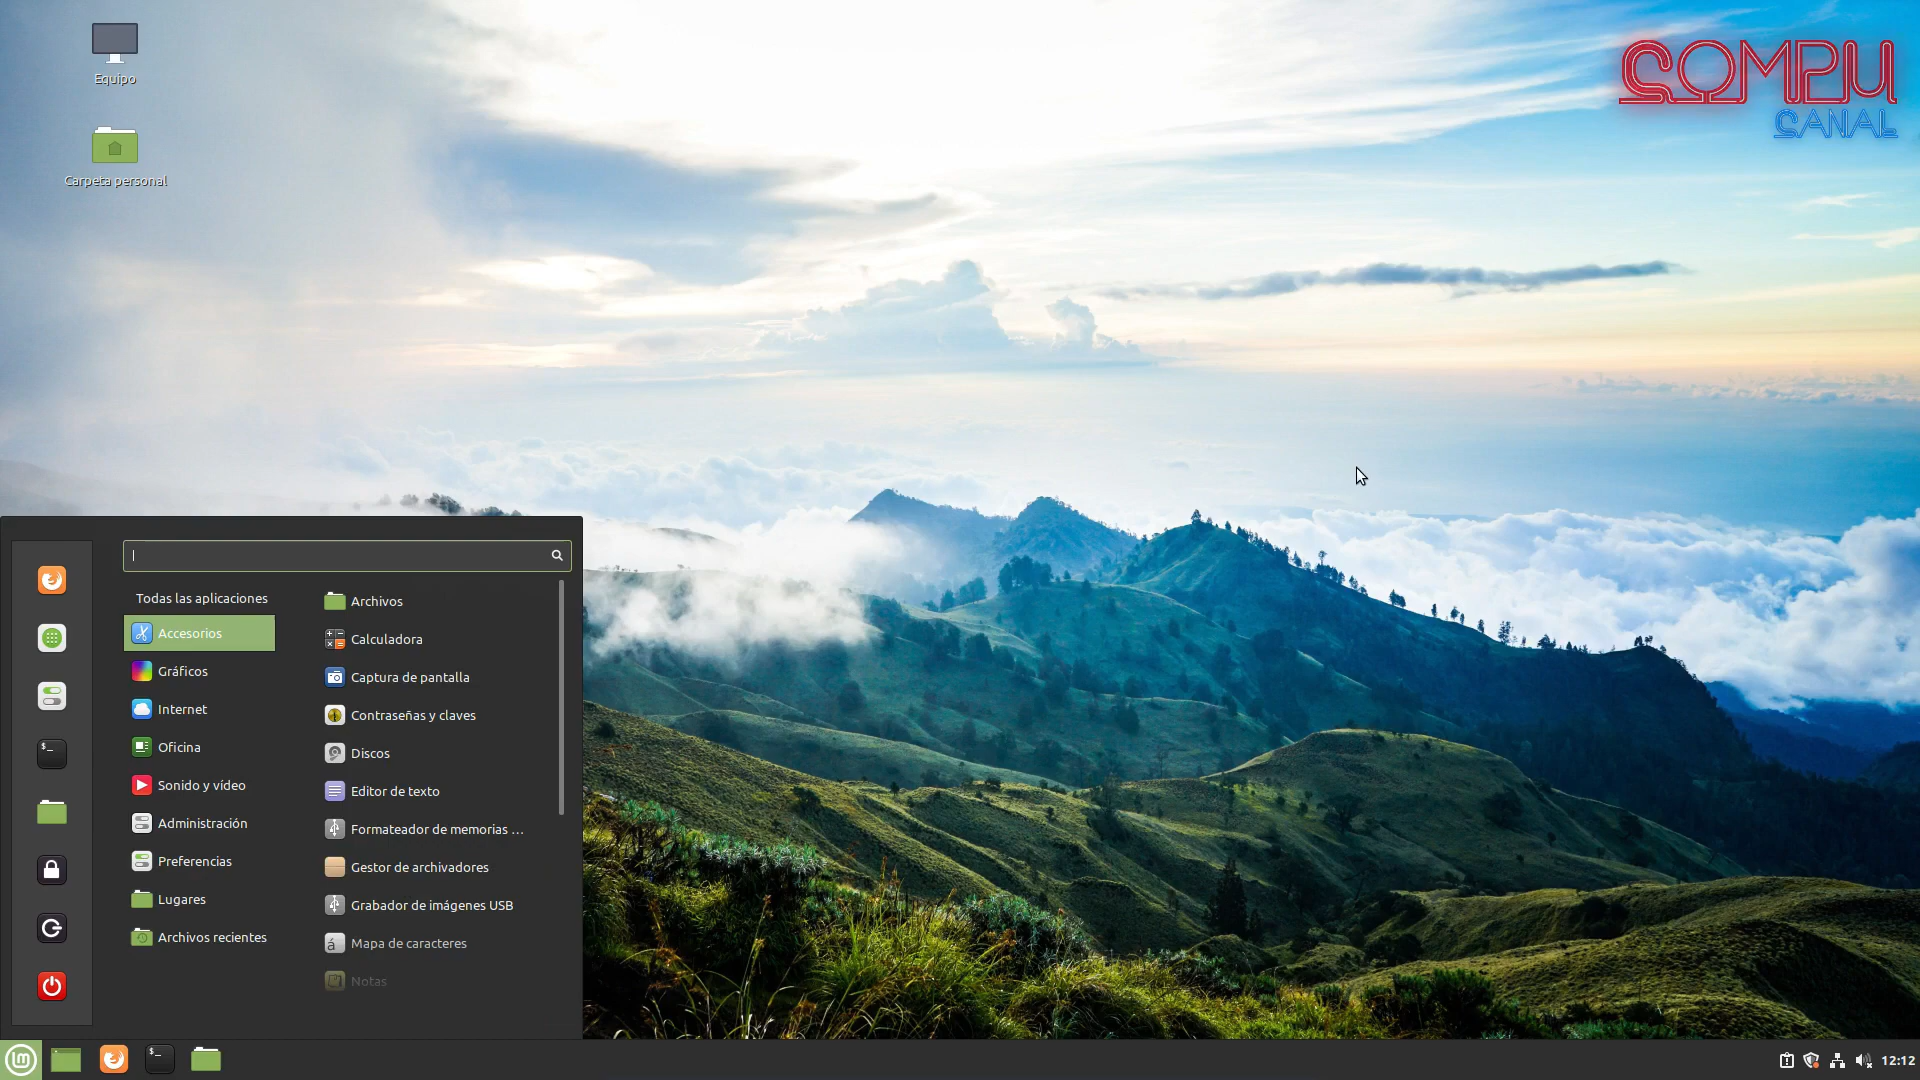 Equipo
Carpeta personal
COMPU
CANAL
Todas las aplicaciones
Accesorios
Gráficos
Internet
Oficina
Sonido y vídeo
Administración
Preferencias
Lugares
Archivos recientes
Archivos
Calculadora
Captura de pantalla
Contraseñas y claves
Discos
Editor de texto
Formateador de memorias ...
Gestor de archivadores
Grabador de imágenes USB
Mapa de caracteres
Notas
12:12